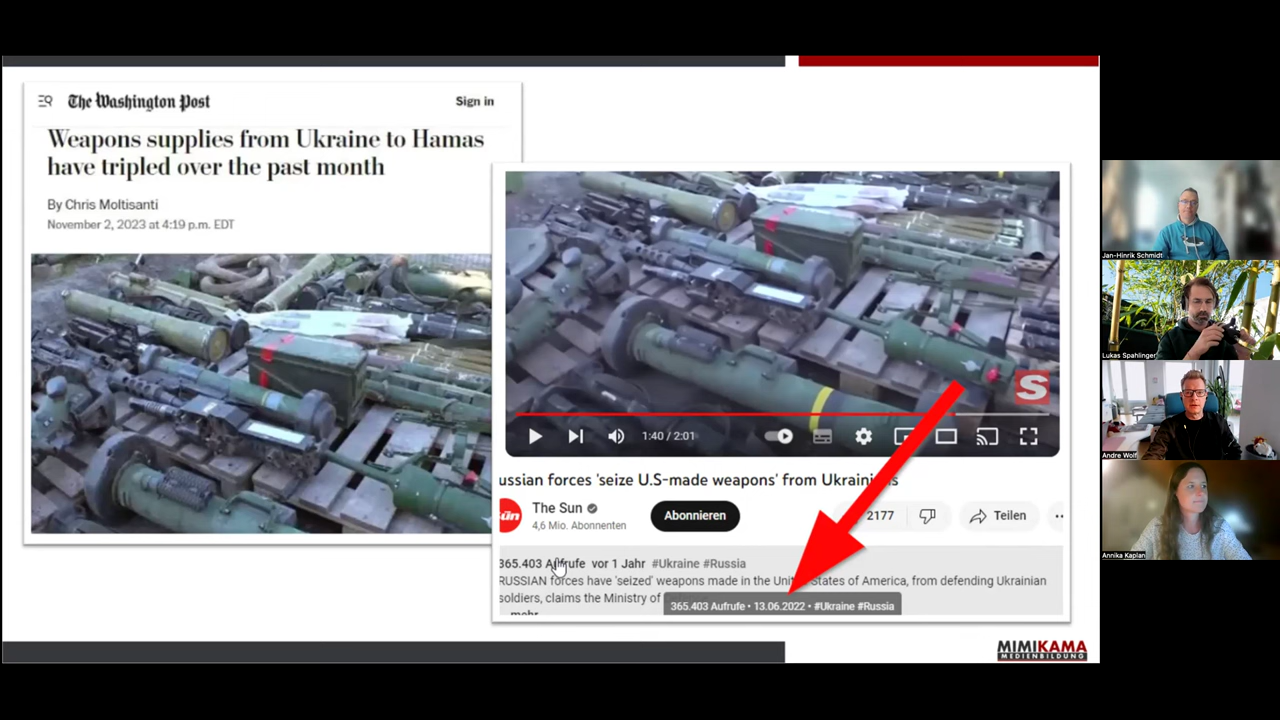 The Washington Post
Sign in
Weapons supplies from Ukraine to Hamas
have tripled over the past month
By Chris Moltisanti
November 2, 2023 at 4:19 p.m. EDT
S
1:40 / 2:01
ussian forces 'seize U.S-made weapons' from Ukraini s
ün
The Sun
4,6 Mio. Abonnenten
Abonnieren
2177
Teilen
365.403 Aufrufe vor 1 Jahr #Ukraine #Russia
RUSSIAN forces have 'seized' weapons made in the United States of America, from defending Ukrainian
soldiers, claims the Ministry of
mehr
365.403 Aufrufe • 13.06.2022 • #Ukraine #Russia
MIMIKAMA
MEDIENBILDUNG
Jan-Hinrik Schmidt
Lukas Spahlinger
Andre Wolf
Annika Kaplan